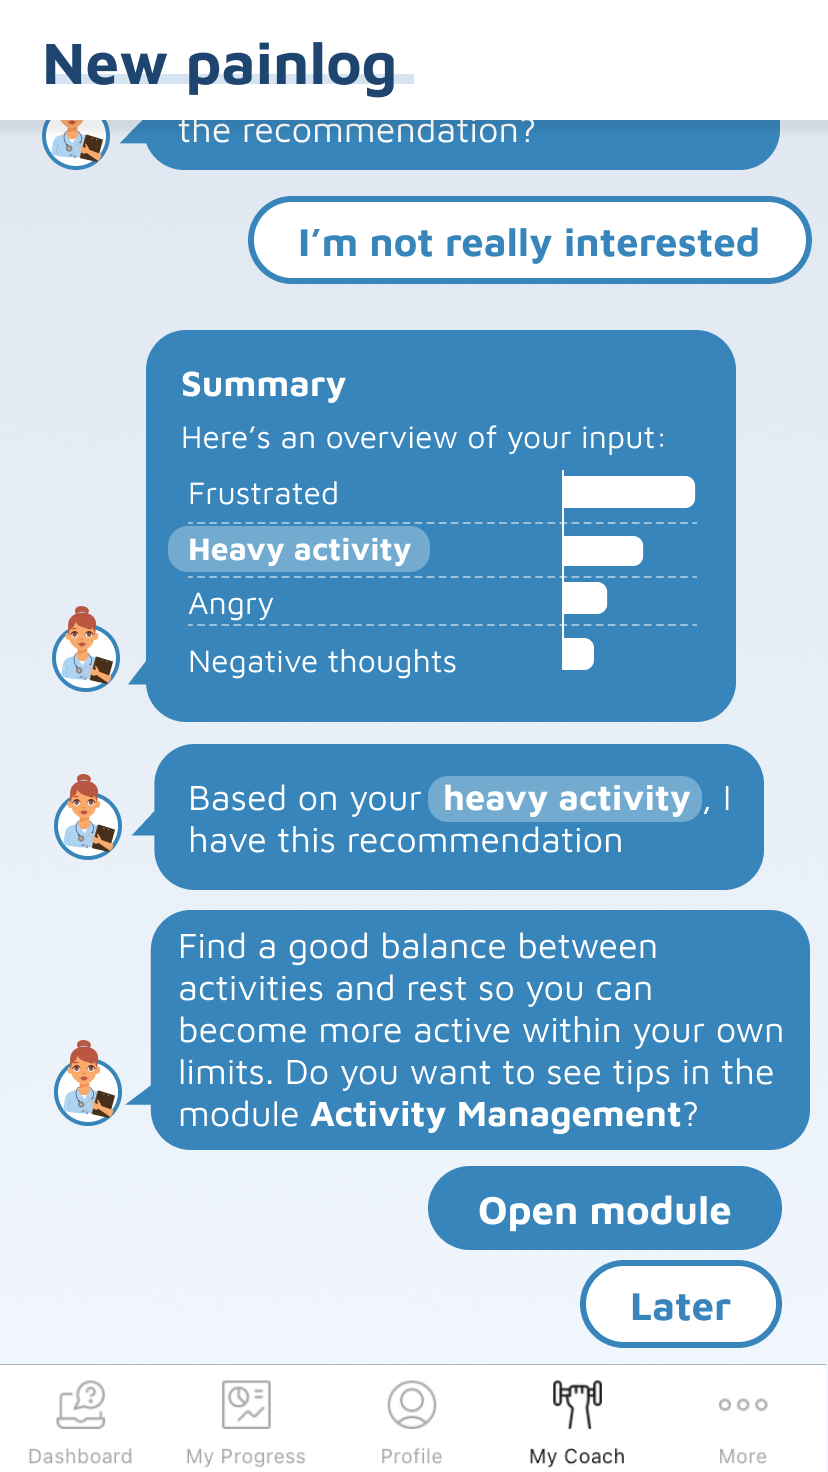 New painlog
the recommendation?
I’m not really interested
Summary
Here’s an overview of your input:
Frustrated
Heavy activity
Angry
Negative thoughts
Based on your heavy activity, I
have this recommendation
Find a good balance between
activities and rest so you can
become more active within your own
limits. Do you want to see tips in the
module Activity Management?
Open module
Later
Dashboard
My Progress
Profile
My Coach
More